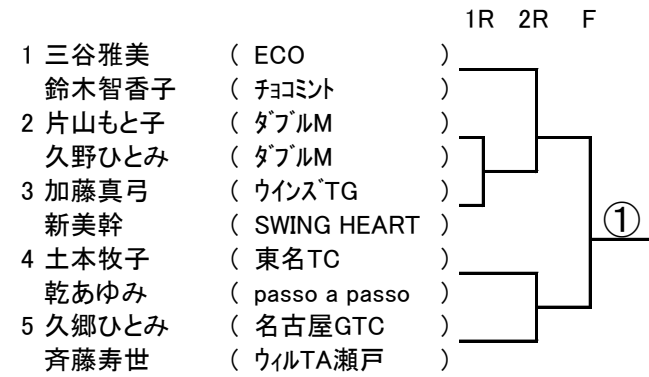 1R 2R F
1 三谷雅美 ( ECO )
鈴木智香子 ( ﾁｮｺﾐﾝﾄ )
2 片山もと子 ( ﾀﾞﾌﾞﾙM )
久野ひとみ ( ﾀﾞﾌﾞﾙM )
3 加藤真弓 ( ｳｲﾝｽﾞTG )
新美幹 ( SWING HEART )
①
4 土本牧子 ( 東名TC )
乾あゆみ ( passo a passo )
5 久郷ひとみ ( 名古屋GTC )
斉藤寿世 ( ｳｨﾙTA瀬戸 )